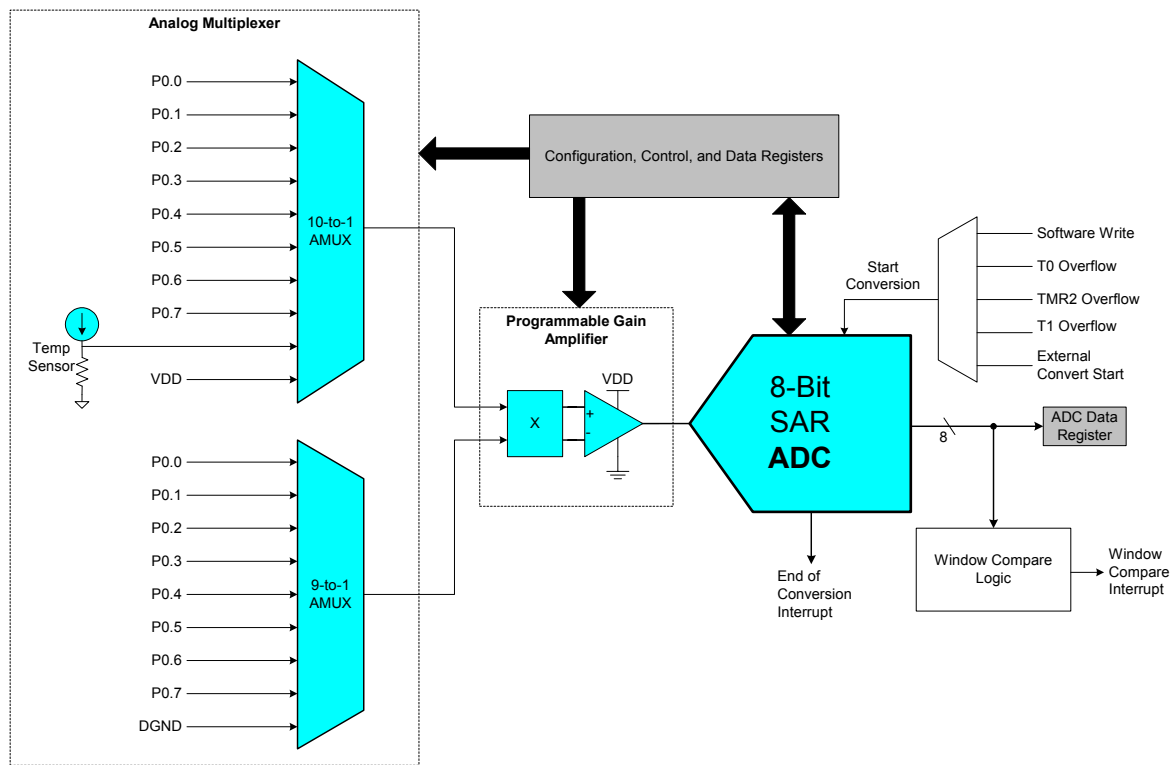 Analog Multiplexer
P0.0
P0.1
P0.2
P0.3
P0.4
P0.5
P0.6
P0.7
Temp
Sensor
VDD
10-to-1
AMUX
P0.0
P0.1
P0.2
P0.3
P0.4
P0.5
P0.6
P0.7
DGND
9-to-1
AMUX
Configuration, Control, and Data Registers
Programmable Gain
Amplifier
X
+
-
VDD
Start
Conversion
Software Write
T0 Overflow
TMR2 Overflow
T1 Overflow
External
Convert Start
8-Bit
SAR
ADC
8
ADC Data
Register
End of
Conversion
Interrupt
Window Compare
Logic
Window
Compare
Interrupt